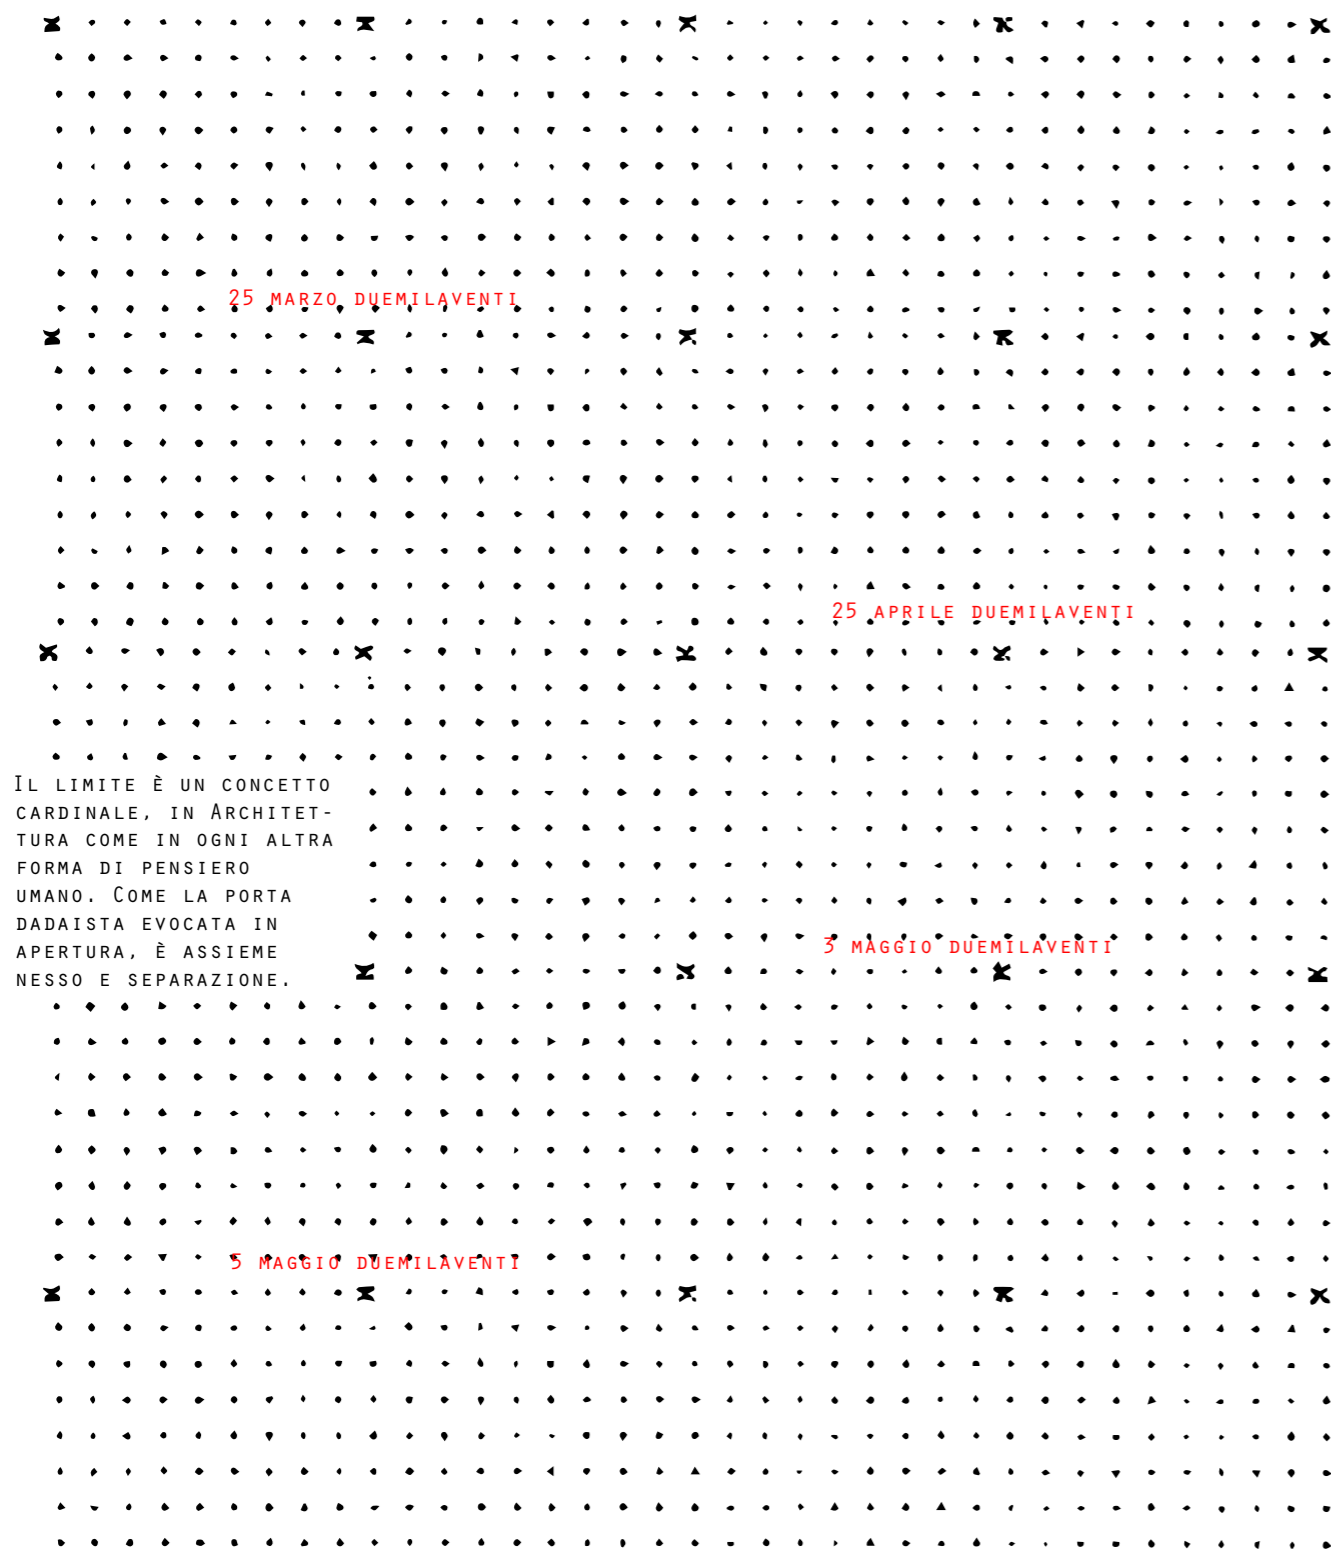 25 MARZO DUEMILAVENTI
25 APRILE DUEMILAVENTI
IL LIMITE È UN CONCETTO
CARDINALE, IN ARCHITET-
TURA COME IN OGNI ALTRA
FORMA DI PENSIERO
UMANO. COME LA PORTA
DADAISTA EVOCATA IN
APERTURA, È ASSIEME
NESSO E SEPARAZIONE.
3 MAGGIO DUEMILAVENTI
5 MAGGIO DUEMILAVENTI